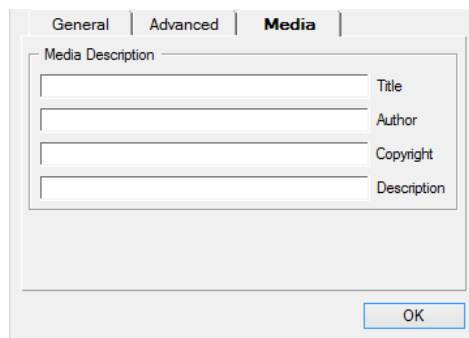 General Advanced Media
Media Description
Title
Author
Copyright
Description
OK